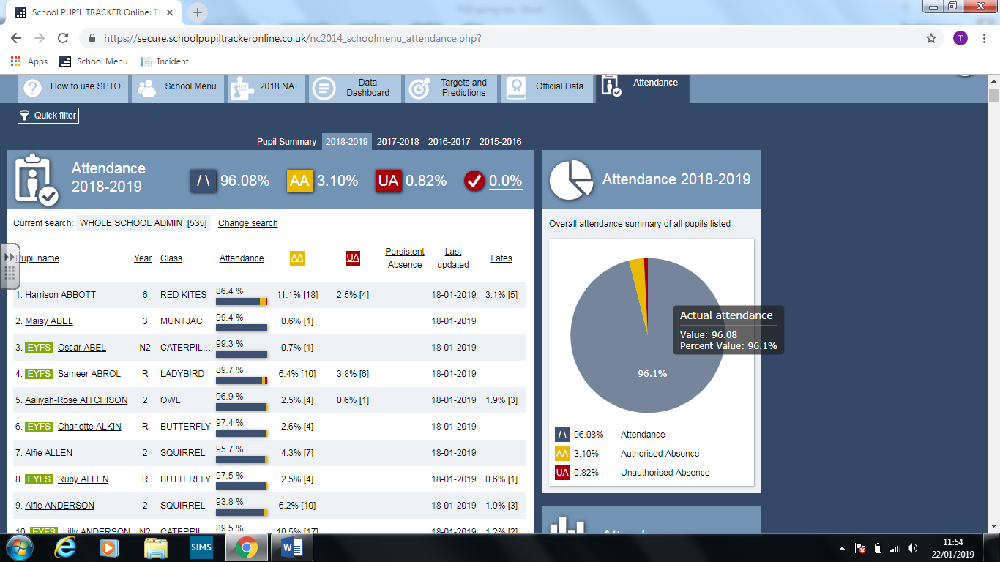 School PUPIL TRACKER Online: Th
https://secure.schoolpupiltrackeronline.co.uk/nc2014_schoolmenu_attendance.php?
T
Apps School Menu Incident
How to use SPTO School Menu 2018 NAT Data Dashboard Targets and Predictions Official Data Attendance
Quick filter
Pupil Summary 2018-2019 2017-2018 2016-2017 2015-2016
Attendance 2018-2019
/ \ 96.08% AA 3.10% UA 0.82% 0.0%
Current search: WHOLE SCHOOL ADMIN [535] Change search
Pupil name Year Class Attendance AA UA Persistent Absence Last updated Lates
1. Harrison ABBOTT 6 RED KITES 86.4 % 11.1% [18] 2.5% [4] 18-01-2019 3.1% [5]
2. Maisy ABEL 3 MUNTJAC 99.4 % 0.6% [1] 18-01-2019
3. EYFS Oscar ABEL N2 CATERPIL... 99.3 % 0.7% [1] 18-01-2019
4. EYFS Sameer ABROL R LADYBIRD 89.7 % 6.4% [10] 3.8% [6] 18-01-2019
5. Aaliyah-Rose AITCHISON 2 OWL 96.9 % 2.5% [4] 0.6% [1] 18-01-2019 1.9% [3]
6. EYFS Charlotte ALKIN R BUTTERFLY 97.4 % 2.6% [4] 18-01-2019
7. Alfie ALLEN 2 SQUIRREL 95.7 % 4.3% [7] 18-01-2019
8. EYFS Ruby ALLEN R BUTTERFLY 97.5 % 2.5% [4] 18-01-2019 0.6% [1]
9. Alfie ANDERSON 2 SQUIRREL 93.8 % 6.2% [10] 18-01-2019 1.9% [3]
10. EYFS Lilly ANDERSON N2 CATERPIL 89.5 % 10.5% [17] 18-01-2019 1.2% [2]
Attendance 2018-2019
Overall attendance summary of all pupils listed
Actual attendance
Value: 96.08
Percent Value: 96.1%
96.1%
/ \ 96.08% Attendance
AA 3.10% Authorised Absence
UA 0.82% Unauthorised Absence
Attendance
SIMS
11:54
22/01/2019